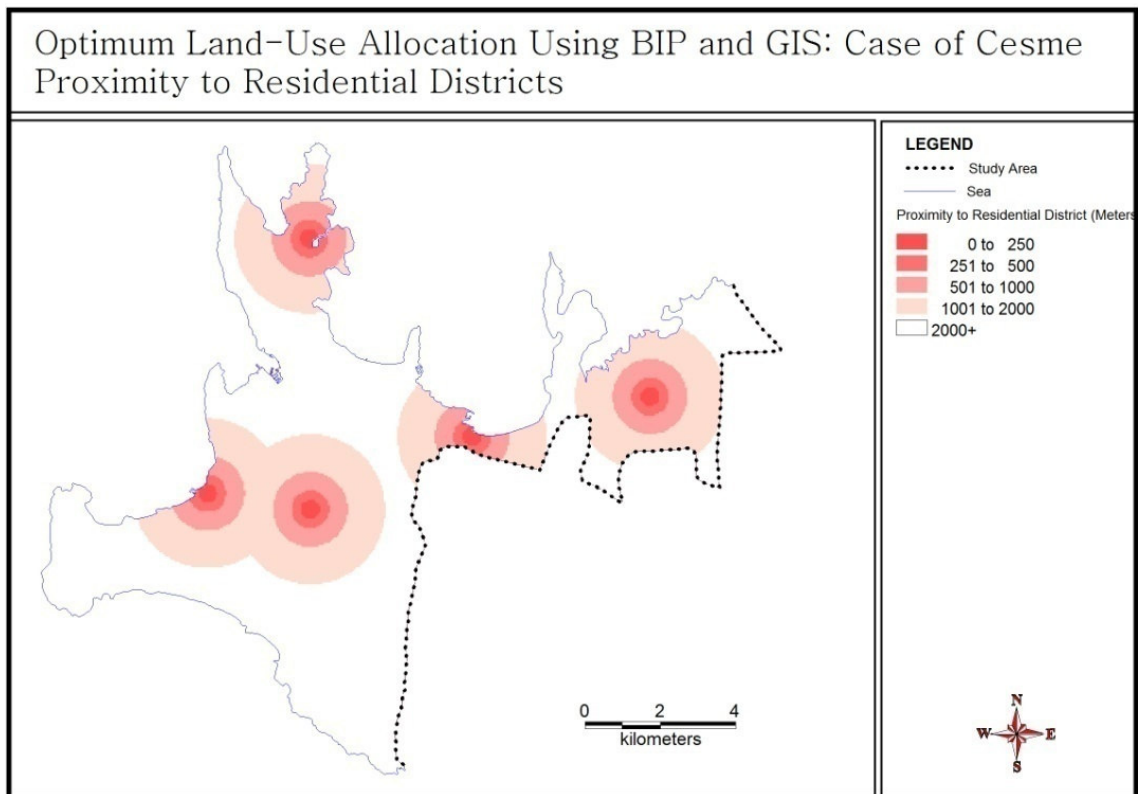 Optimum Land-Use Allocation Using BIP and GIS: Case of Cesme
Proximity to Residential Districts
LEGEND
Study Area
Sea
Proximity to Residential District (Meters
0 to 250
251 to 500
501 to 1000
1001 to 2000
2000+
0 2 4
kilometers
N
W E
S